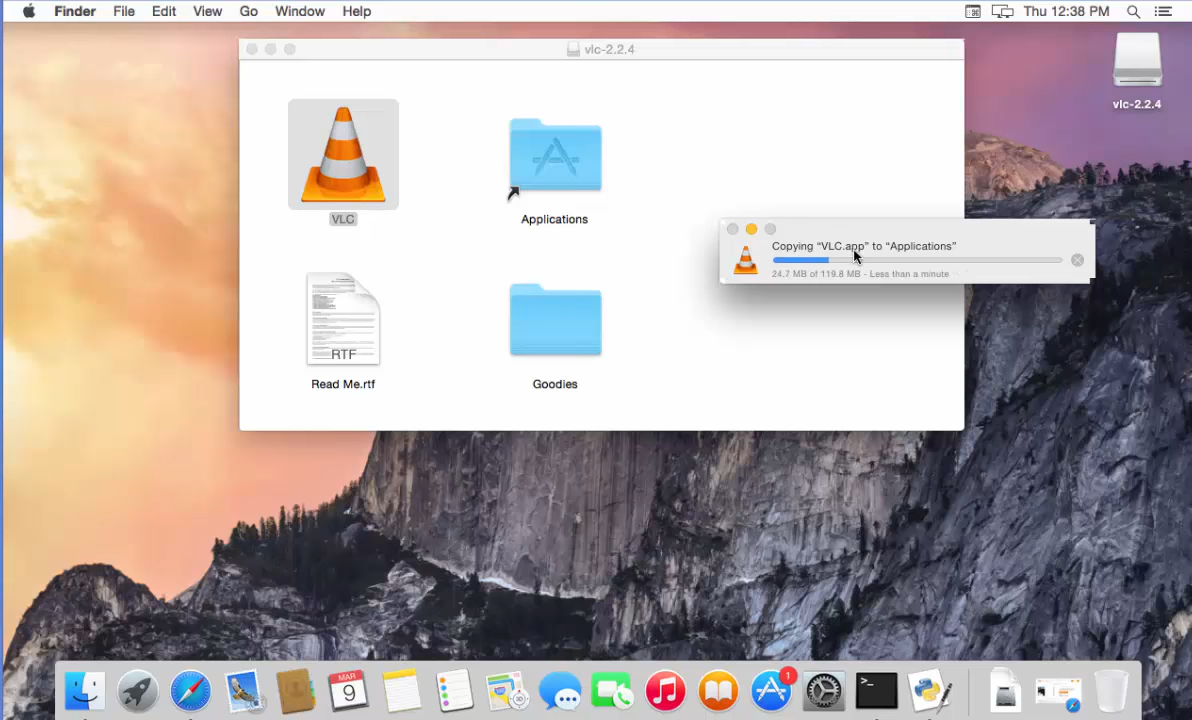 Finder File Edit View Go Window Help Thu 12:38 PM
vlc-2.2.4
vlc-2.2.4
VLC
Applications
Copying “VLC.app” to “Applications”
24.7 MB of 119.8 MB - Less than a minute
RTF
Read Me.rtf
Goodies
MAR
9
1
>_